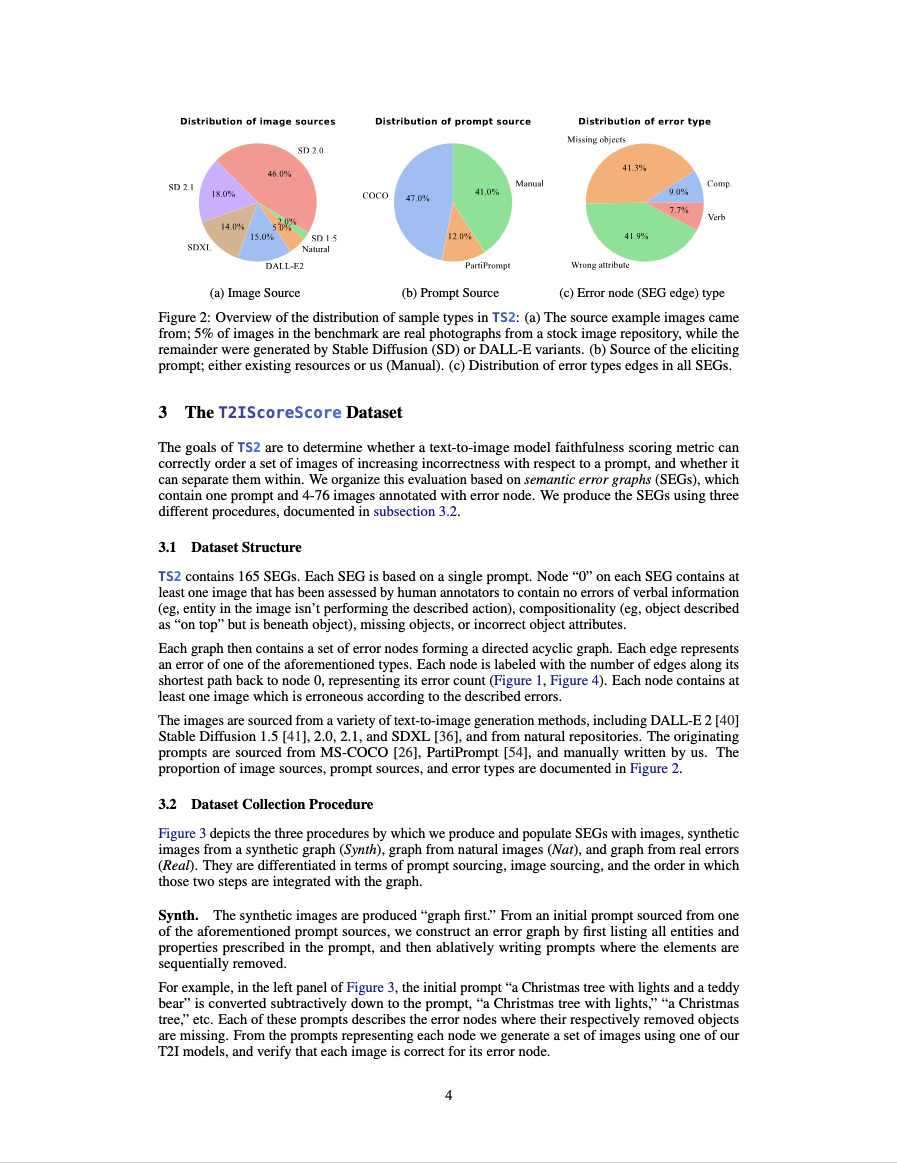 Distribution of image sources
Distribution of prompt source
Distribution of error type
SD 2.0
46.0%
SD 2.1
18.0%
14.0%
SDXL
15.0%
DALL-E2
5.0%
Natural
2.0%
SD 1.5
COCO
47.0%
41.0%
Manual
12.0%
PartiPrompt
Missing objects
41.3%
9.0%
Comp.
7.7%
Verb
41.9%
Wrong attribute
(a) Image Source
(b) Prompt Source
(c) Error node (SEG edge) type
Figure 2: Overview of the distribution of sample types in TS2: (a) The source example images came
from; 5% of images in the benchmark are real photographs from a stock image repository, while the
remainder were generated by Stable Diffusion (SD) or DALL-E variants. (b) Source of the eliciting
prompt; either existing resources or us (Manual). (c) Distribution of error types edges in all SEGs.
3 The T2IScoreScore Dataset
The goals of TS2 are to determine whether a text-to-image model faithfulness scoring metric can
correctly order a set of images of increasing incorrectness with respect to a prompt, and whether it
can separate them within. We organize this evaluation based on semantic error graphs (SEGs), which
contain one prompt and 4-76 images annotated with error node. We produce the SEGs using three
different procedures, documented in subsection 3.2.
3.1 Dataset Structure
TS2 contains 165 SEGs. Each SEG is based on a single prompt. Node “0” on each SEG contains at
least one image that has been assessed by human annotators to contain no errors of verbal information
(eg, entity in the image isn’t performing the described action), compositionality (eg, object described
as “on top” but is beneath object), missing objects, or incorrect object attributes.
Each graph then contains a set of error nodes forming a directed acyclic graph. Each edge represents
an error of one of the aforementioned types. Each node is labeled with the number of edges along its
shortest path back to node 0, representing its error count (Figure 1, Figure 4). Each node contains at
least one image which is erroneous according to the described errors.
The images are sourced from a variety of text-to-image generation methods, including DALL-E 2 [40]
Stable Diffusion 1.5 [41], 2.0, 2.1, and SDXL [36], and from natural repositories. The originating
prompts are sourced from MS-COCO [26], PartiPrompt [54], and manually written by us. The
proportion of image sources, prompt sources, and error types are documented in Figure 2.
3.2 Dataset Collection Procedure
Figure 3 depicts the three procedures by which we produce and populate SEGs with images, synthetic
images from a synthetic graph (Synth), graph from natural images (Nat), and graph from real errors
(Real). They are differentiated in terms of prompt sourcing, image sourcing, and the order in which
those two steps are integrated with the graph.
Synth. The synthetic images are produced “graph first.” From an initial prompt sourced from one
of the aforementioned prompt sources, we construct an error graph by first listing all entities and
properties prescribed in the prompt, and then ablatively writing prompts where the elements are
sequentially removed.
For example, in the left panel of Figure 3, the initial prompt “a Christmas tree with lights and a teddy
bear” is converted subtractively down to the prompt, “a Christmas tree with lights,” “a Christmas
tree,” etc. Each of these prompts describes the error nodes where their respectively removed objects
are missing. From the prompts representing each node we generate a set of images using one of our
T2I models, and verify that each image is correct for its error node.
4